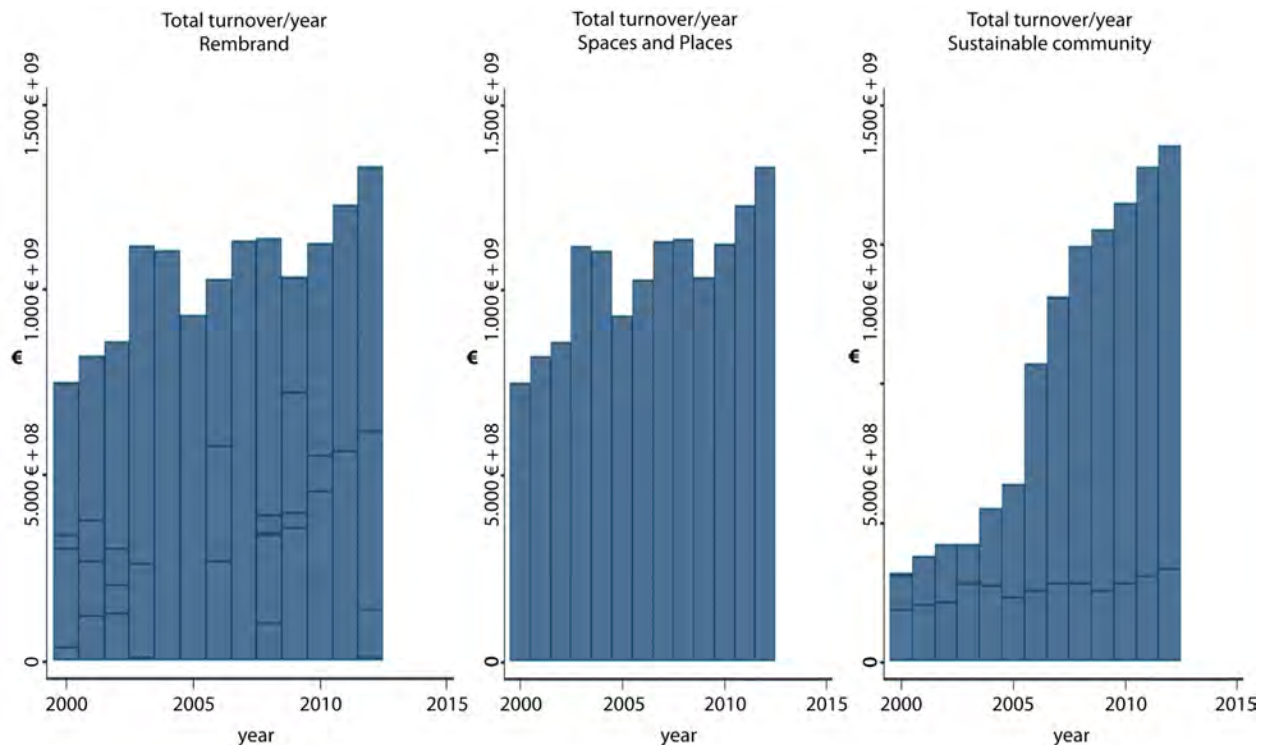 Total turnover/year
Rembrand
1.500 € + 09
1.000 € + 09
€
5.000 € + 08
0
2000
2005
2010
2015
year
Total turnover/year
Spaces and Places
1.500 € + 09
1.000 € + 09
€
5.000 € + 08
0
2000
2005
2010
2015
year
Total turnover/year
Sustainable community
1.500 € + 09
1000 € + 09
€
5.000 € + 08
0
2000
2005
2010
2015
year